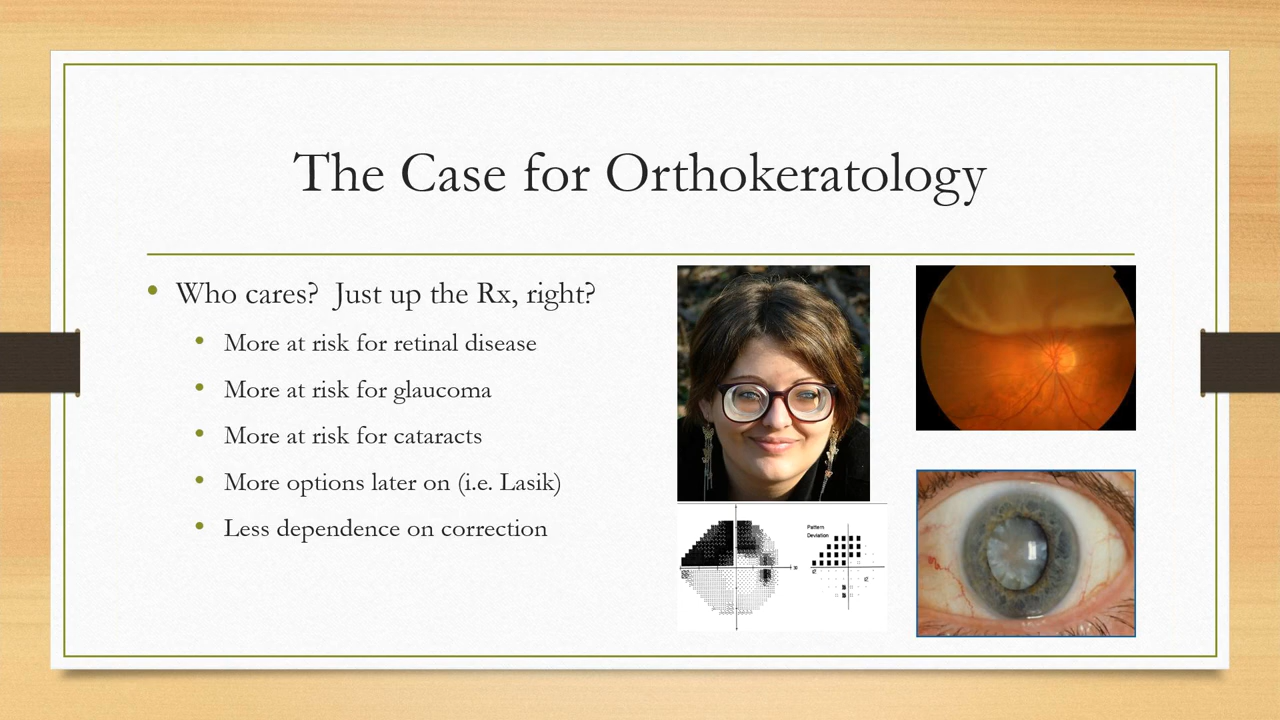 The Case for Orthokeratology
Who cares? Just up the Rx, right?
More at risk for retinal disease
More at risk for glaucoma
More at risk for cataracts
More options later on (i.e. Lasik)
Less dependence on correction
Pattern
Deviation